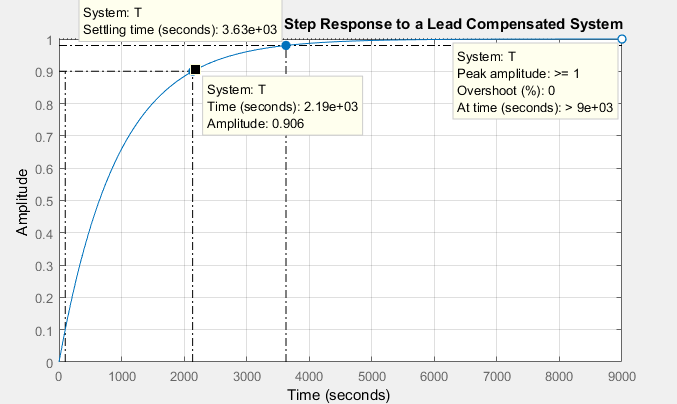 System: T
Settling time (seconds): 3.63e+03
Step Response to a Lead Compensated System
System: T
Peak amplitude: >= 1
Overshoot (%): 0
At time (seconds): > 9e+03
System: T
Time (seconds): 2.19e+03
Amplitude: 0.906
Amplitude
1
0.9
0.8
0.7
0.6
0.5
0.4
0.3
0.2
0.1
0
0 1000 2000 3000 4000 5000 6000 7000 8000 9000
Time (seconds)